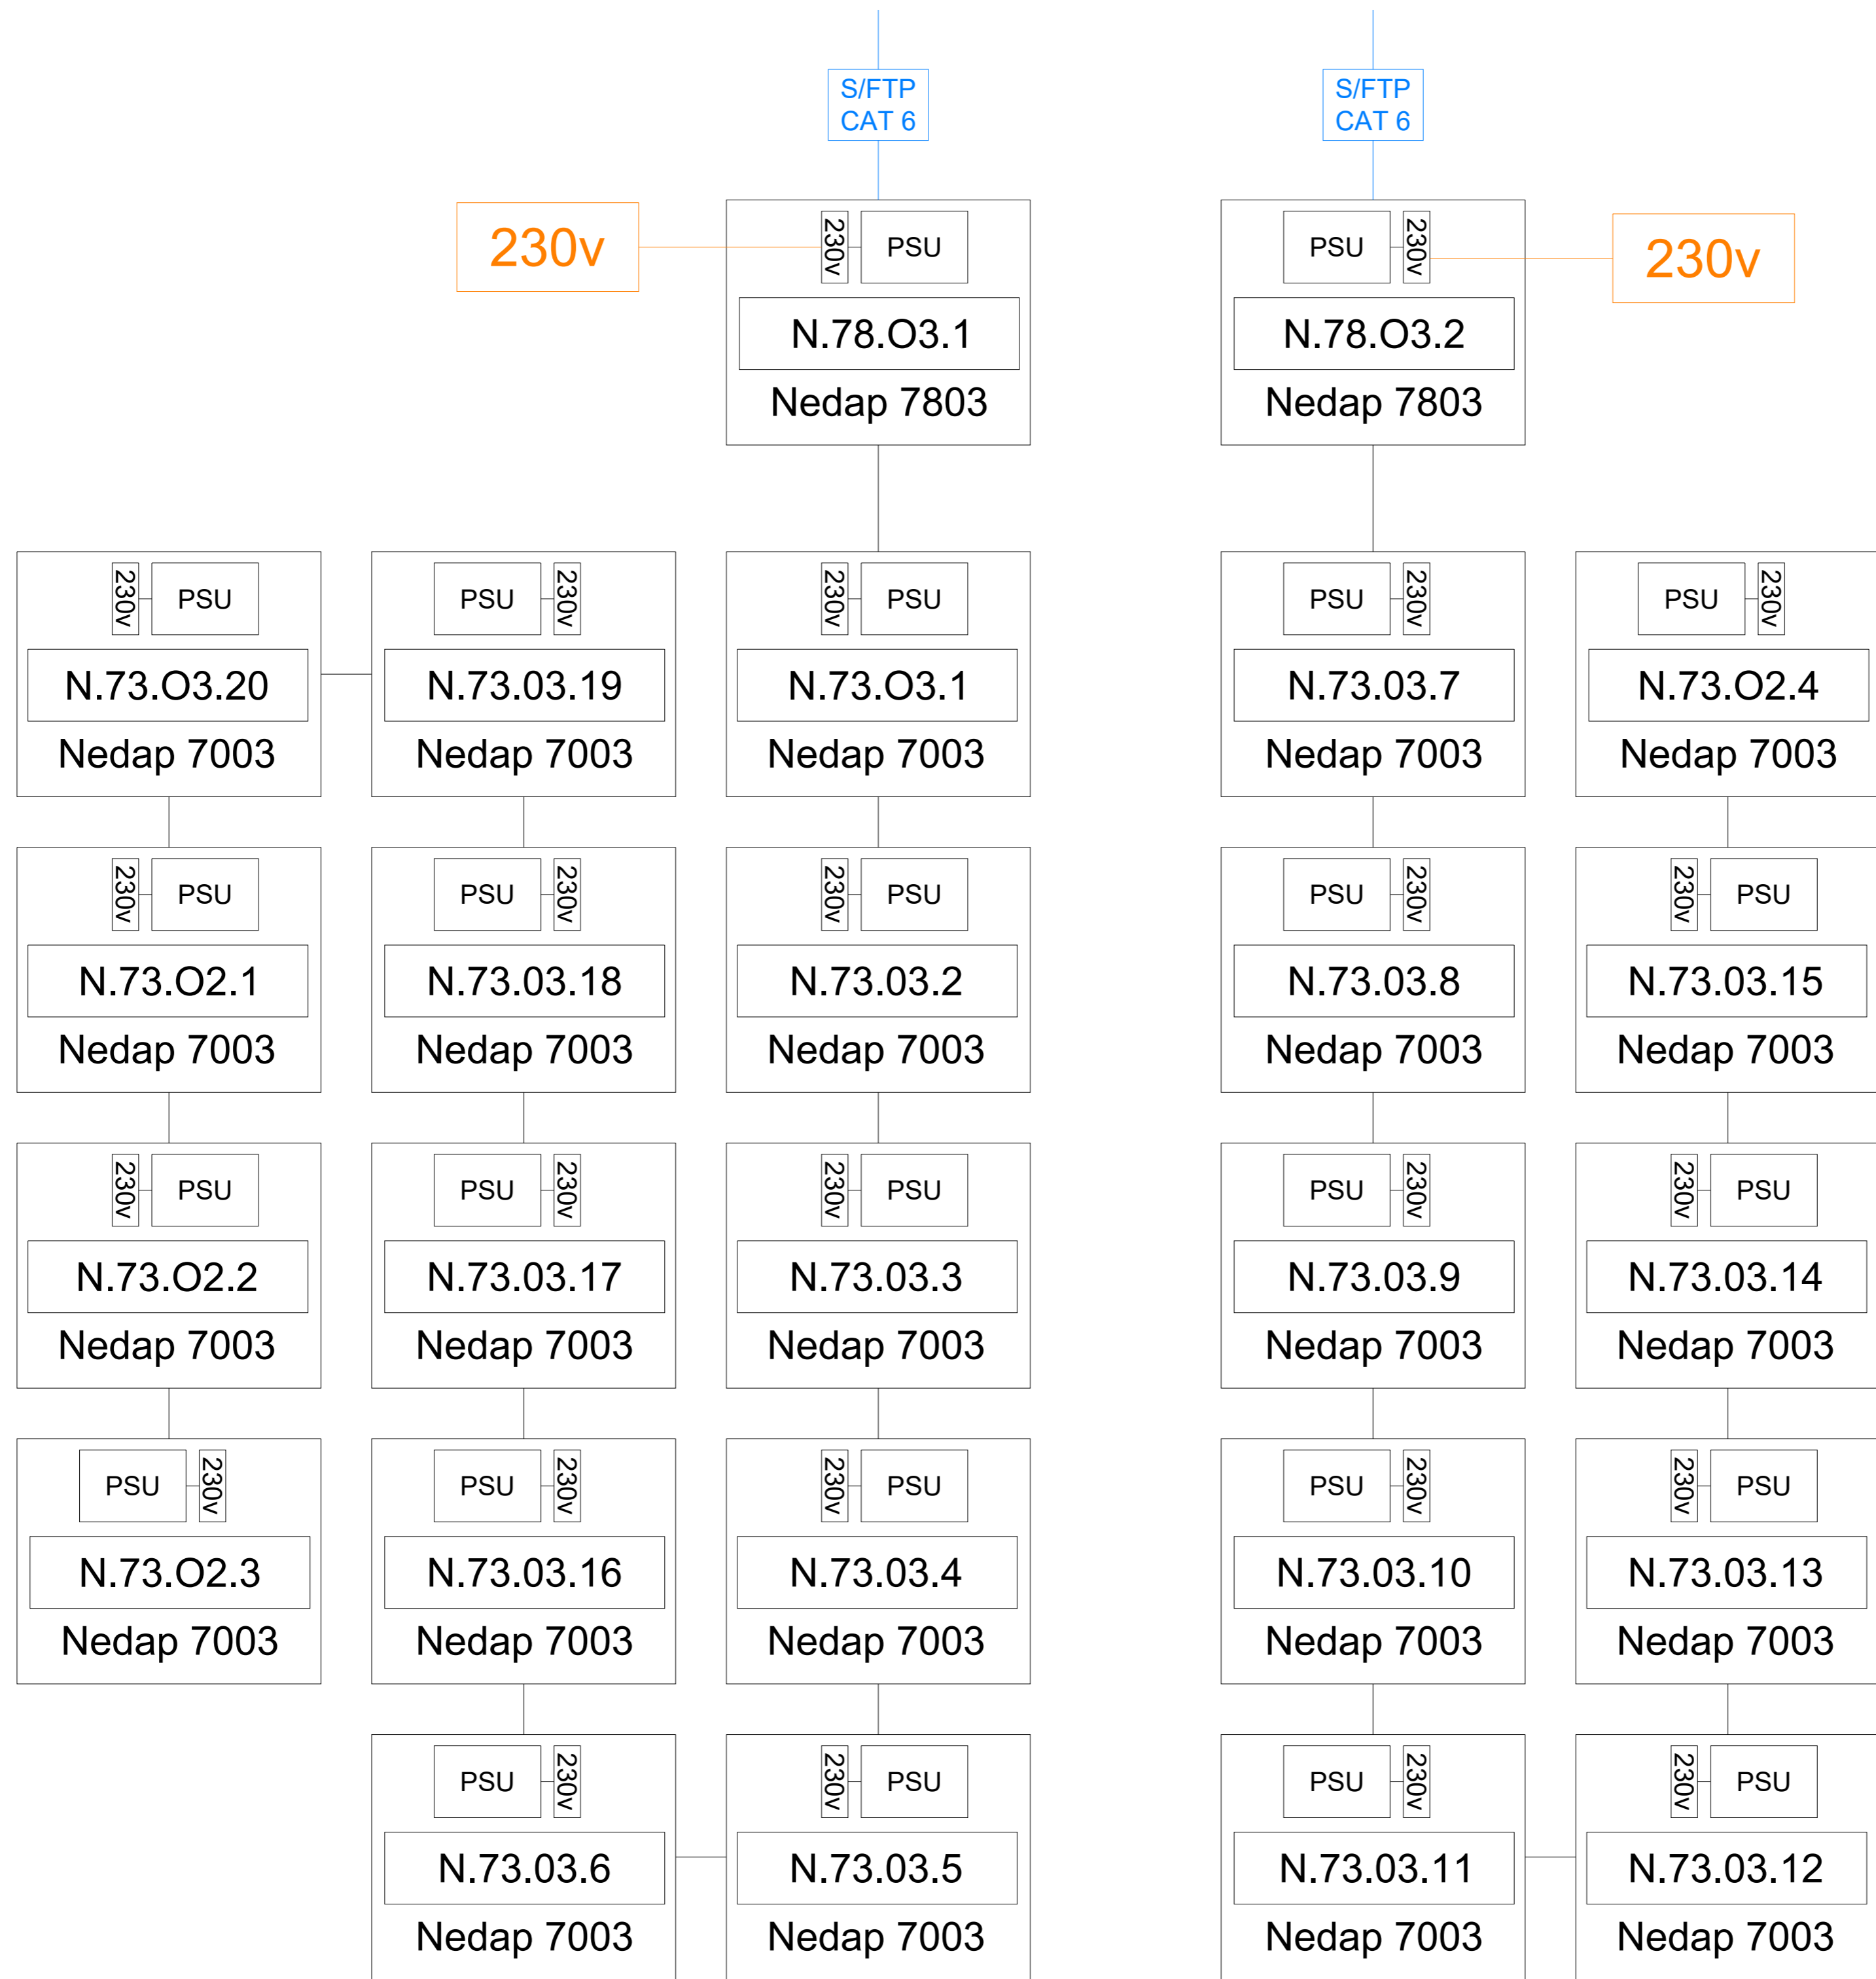 S/FTP
CAT 6
S/FTP
CAT 6
230v
230v
PSU
N.78.O3.1
Nedap 7803
PSU
230v
N.78.O3.2
Nedap 7803
230v
230v
PSU
N.73.O3.20
Nedap 7003
PSU
230v
N.73.03.19
Nedap 7003
230v
PSU
N.73.O3.1
Nedap 7003
PSU
230v
N.73.03.7
Nedap 7003
PSU
230v
N.73.O2.4
Nedap 7003
230v
PSU
N.73.O2.1
Nedap 7003
PSU
230v
N.73.03.18
Nedap 7003
230v
PSU
N.73.03.2
Nedap 7003
PSU
230v
N.73.03.8
Nedap 7003
230v
PSU
N.73.03.15
Nedap 7003
230v
PSU
N.73.O2.2
Nedap 7003
PSU
230v
N.73.03.17
Nedap 7003
230v
PSU
N.73.03.3
Nedap 7003
PSU
230v
N.73.03.9
Nedap 7003
230v
PSU
N.73.03.14
Nedap 7003
PSU
230v
N.73.O2.3
Nedap 7003
PSU
230v
N.73.03.16
Nedap 7003
230v
PSU
N.73.03.4
Nedap 7003
PSU
230v
N.73.03.10
Nedap 7003
230v
PSU
N.73.03.13
Nedap 7003
PSU
230v
N.73.03.6
Nedap 7003
230v
PSU
N.73.03.5
Nedap 7003
PSU
230v
N.73.03.11
Nedap 7003
230v
PSU
N.73.03.12
Nedap 7003